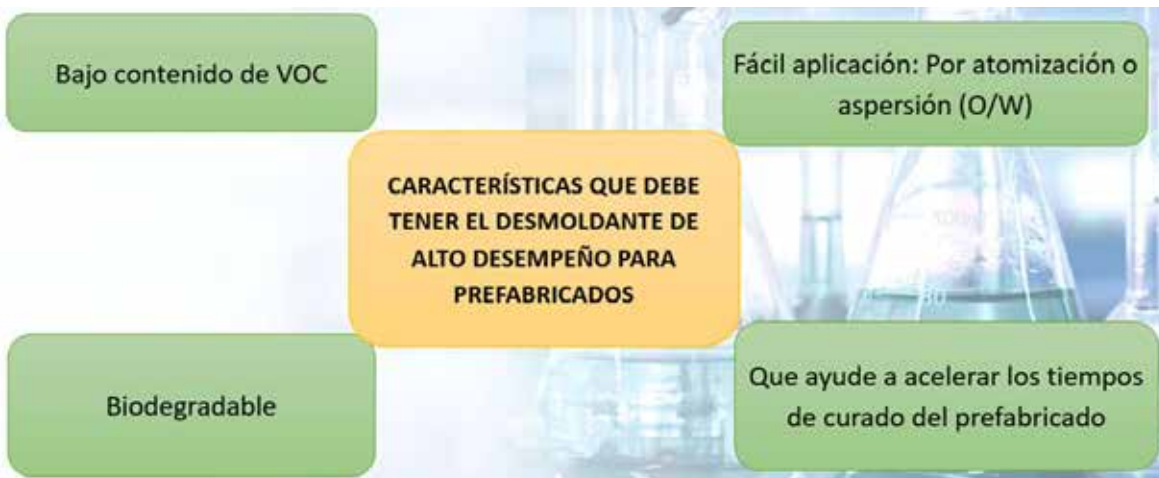 Bajo contenido de VOC
Fácil aplicación: Por atomización o
aspersión (O/W)
CARACTERÍSTICAS QUE DEBE
TENER EL DESMOLDANTE DE
ALTO DESEMPEÑO PARA
PREFABRICADOS
Biodegradable
Que ayude a acelerar los tiempos
de curado del prefabricado